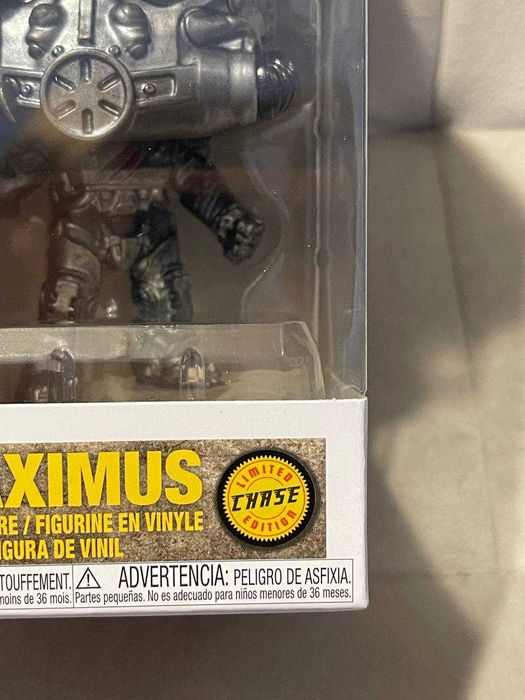 AXIMUS
RE / FIGURINE EN VINYLE
IGURA DE VINIL
LIMITED
CHASE
EDITION
TOUFFEMENT.
moins de 36 mois.
ADVERTENCIA: PELIGRO DE ASFIXIA.
Partes pequeñas. No es adecuado para niños menores de 36 meses.